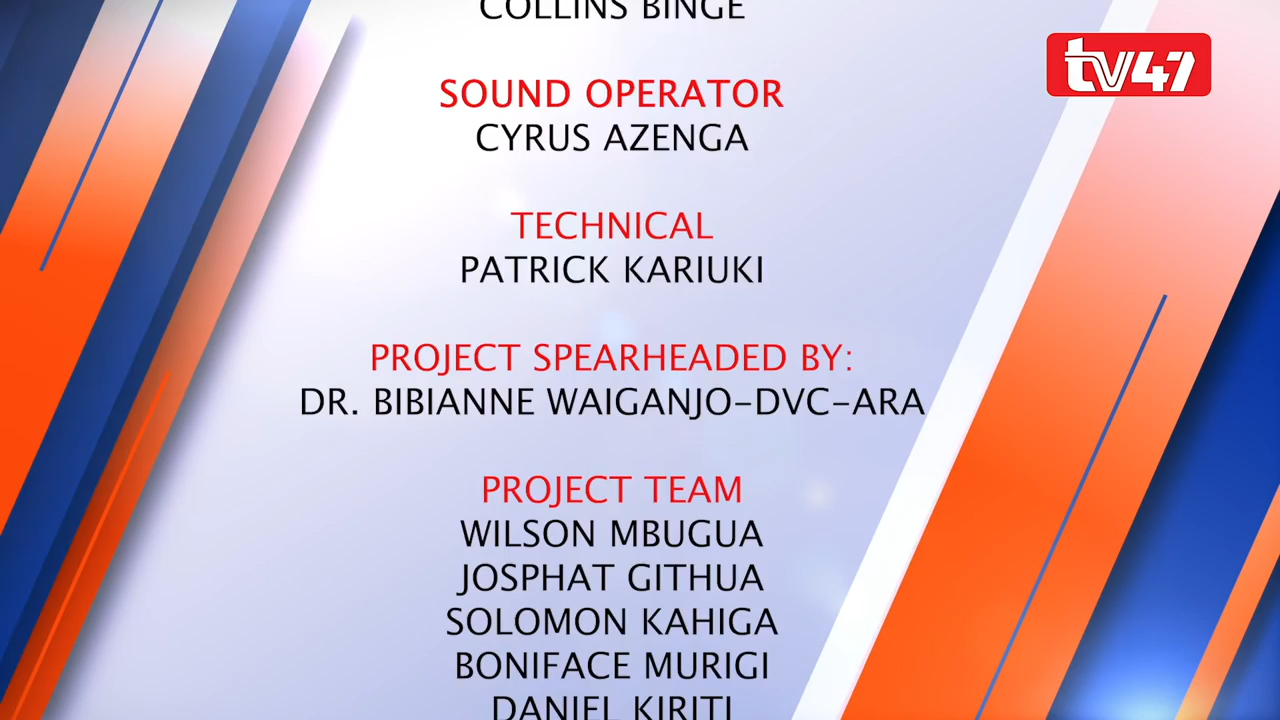 COLLINS BINGE
tv47
SOUND OPERATOR
CYRUS AZENGA
TECHNICAL
PATRICK KARIUKI
PROJECT SPEARHEADED BY:
DR. BIBIANNE WAIGANJO-DVC-ARA
PROJECT TEAM
WILSON MBUGUA
JOSPHAT GITHUA
SOLOMON KAHIGA
BONIFACE MURIGI
DANIEL KIRITI